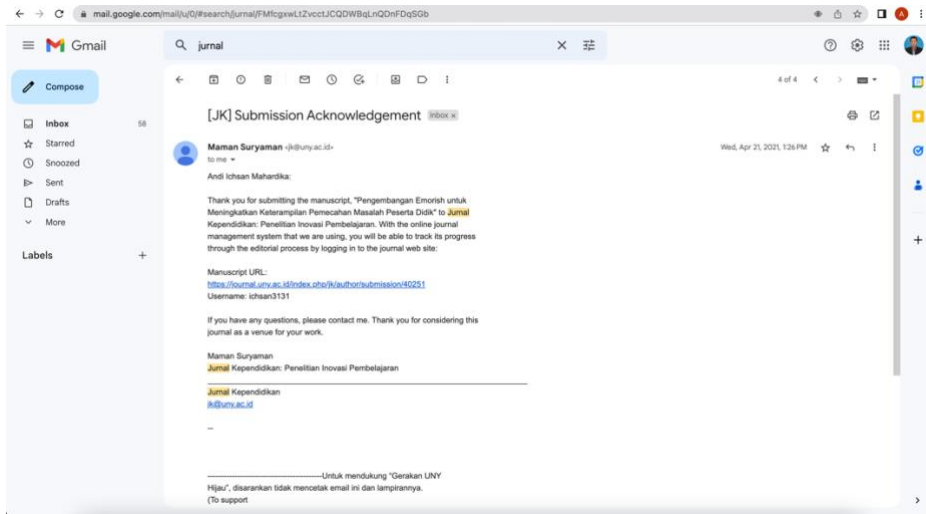 mail.google.com/mail/u/0/#search/jurnal/FMfcgxwLtZvcctJCQDWBqLnQDnFDqSGb
A
Gmail
jurnal
Compose
4 of 4
Inbox 58
Starred
Snoozed
Sent
Drafts
More
Labels
[JK] Submission Acknowledgement Inbox x
Maman Suryaman <jk@uny.ac.id>
Wed, Apr 21, 2021, 1:26 PM
to me
Andi Ichsan Mahardika:
Thank you for submitting the manuscript, "Pengembangan Emorish untuk
Meningkatkan Keterampilan Pemecahan Masalah Peserta Didik" to Jurnal
Kependidikan: Penelitian Inovasi Pembelajaran. With the online journal
management system that we are using, you will be able to track its progress
through the editorial process by logging in to the journal web site:
Manuscript URL:
https://journal.uny.ac.id/index.php/jk/author/submission/40251
Username: ichsan3131
If you have any questions, please contact me. Thank you for considering this
journal as a venue for your work.
Maman Suryaman
Jurnal Kependidikan: Penelitian Inovasi Pembelajaran
Jurnal Kependidikan
jk@uny.ac.id
--
---------------------------------------Untuk mendukung "Gerakan UNY
Hijau", disarankan tidak mencetak email ini dan lampirannya.
(To support